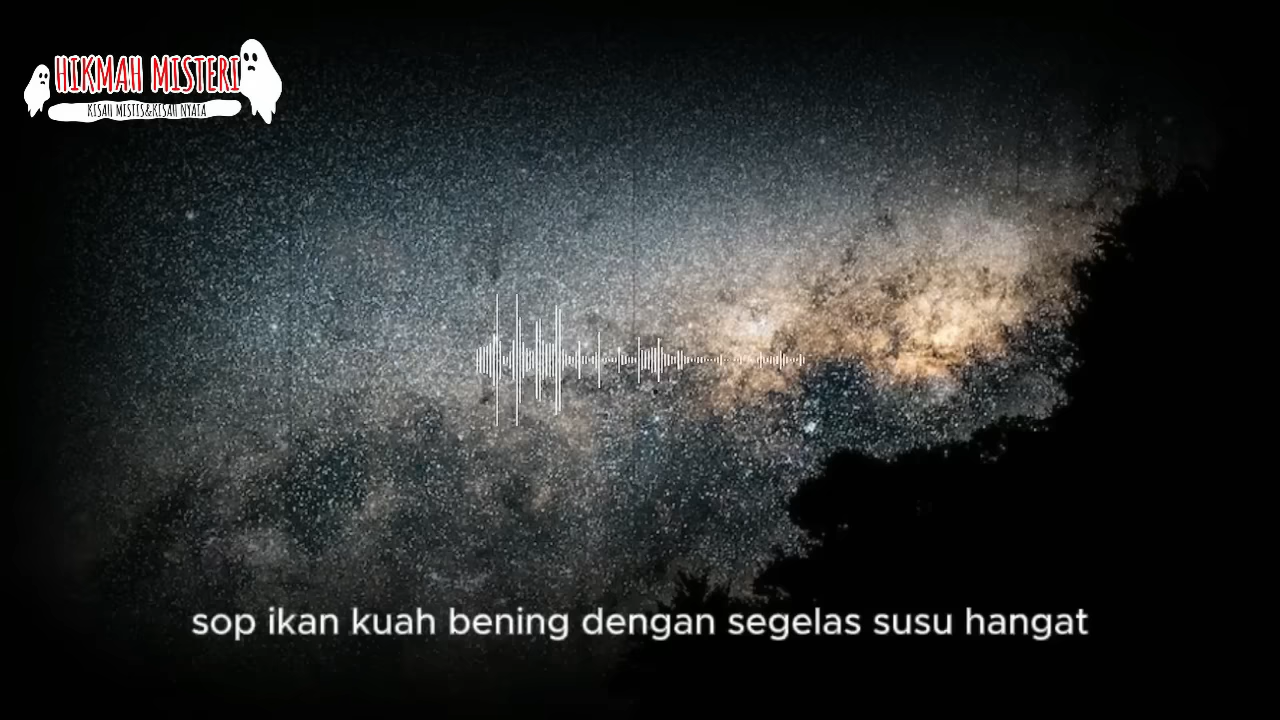 HIKMAH MISTERI
KISAH MISTIS&KISAH NYATA
sop ikan kuah bening dengan segelas susu hangat